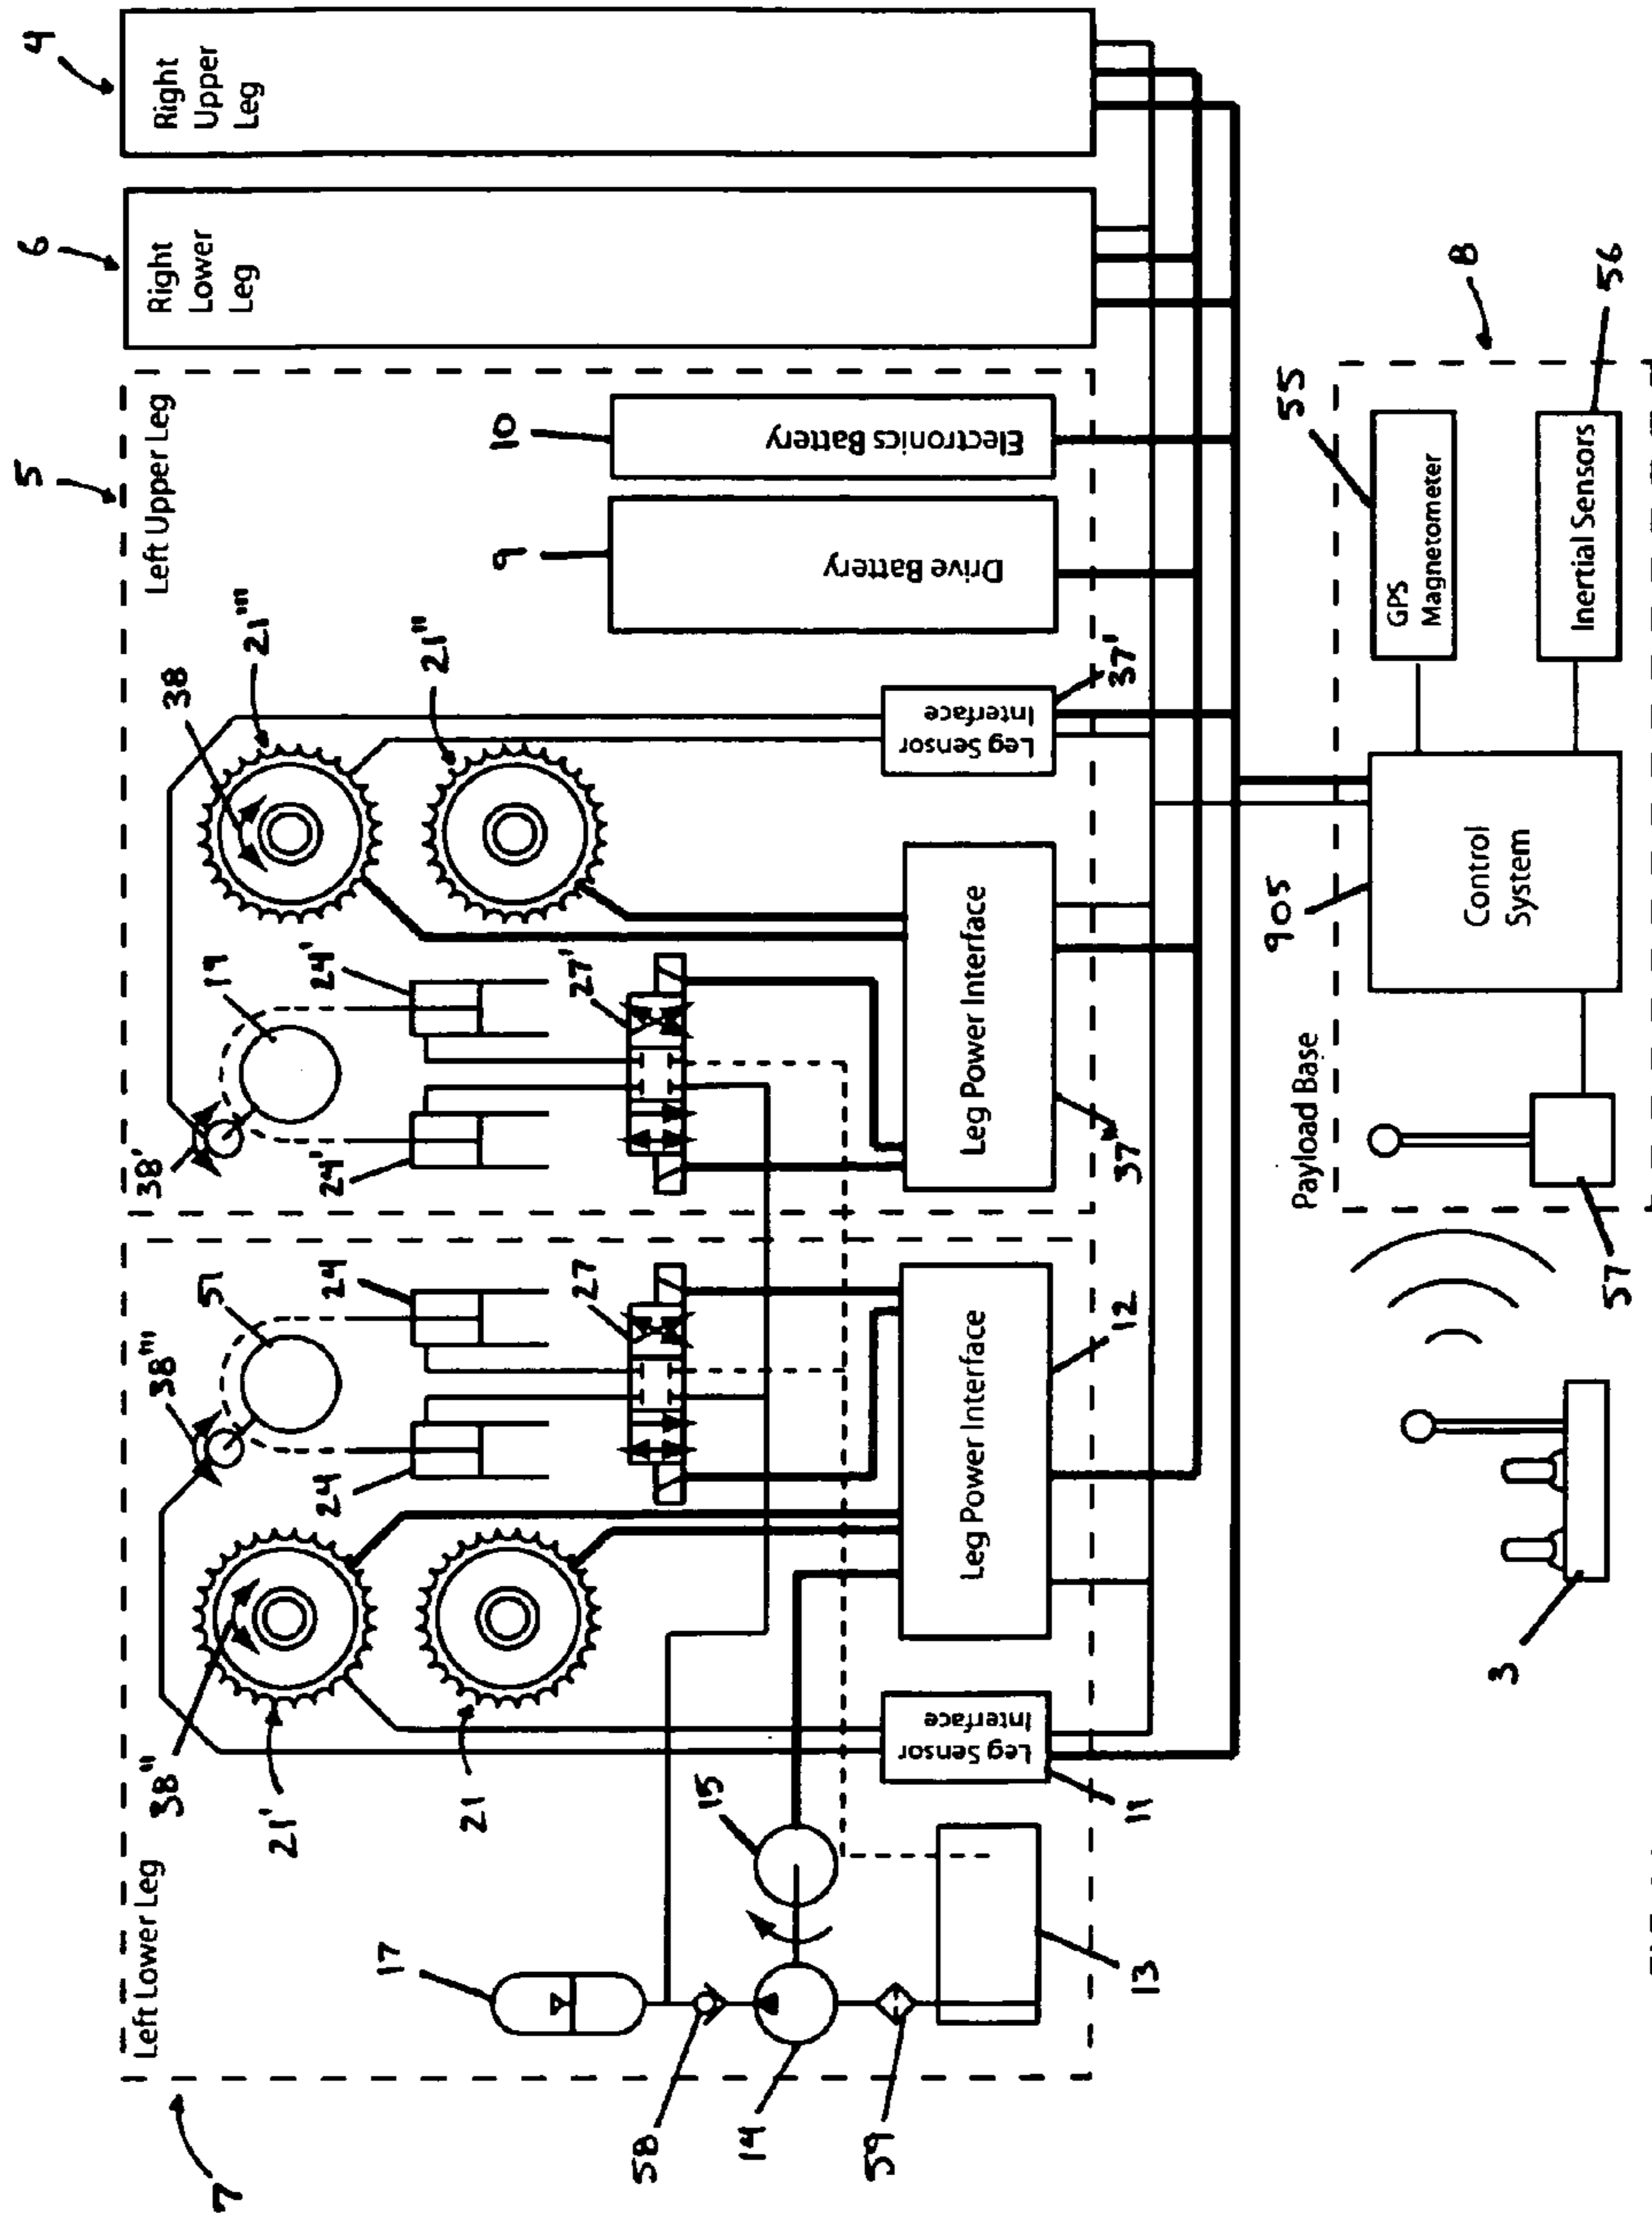 7
Left Lower Leg
38"
21'
21
38'"
51
24
24
27
17
58
14
59
15
13
Leg Sensor
Interface
11
Leg Power Interface
12
5
Left Upper Leg
38'
19
24'
24'
27'
38
21'"
21"
Leg Power Interface
37"
Leg Sensor
Interface
37'
9
Drive Battery
10
Electronics Battery
6
Right
Lower
Leg
4
Right
Upper
Leg
3
Payload Base
57
905
Control
System
55
GPS
Magnetometer
8
Inertial Sensors
56